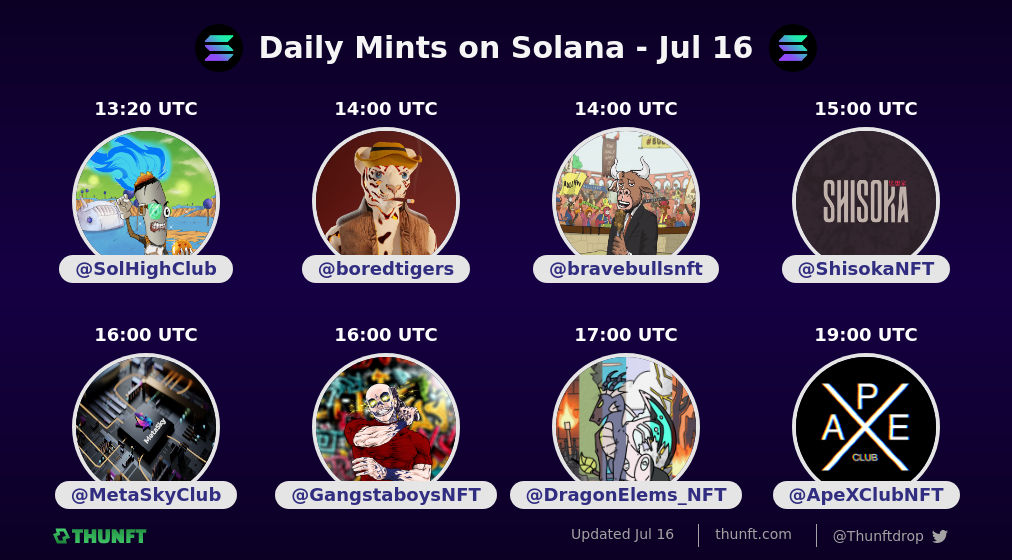 Daily Mints on Solana - Jul 16
13:20 UTC
14:00 UTC
14:00 UTC
15:00 UTC
SHISOKA
@SolHighClub
@boredtigers
@bravebullsnft
@ShisokaNFT
16:00 UTC
16:00 UTC
17:00 UTC
19:00 UTC
MetaSky
P
A E
CLUB
@MetaSkyClub
@GangstaboysNFT
@DragonElems_NFT
@ApeXClubNFT
THUNFT
Updated Jul 16
thunft.com
@Thunftdrop